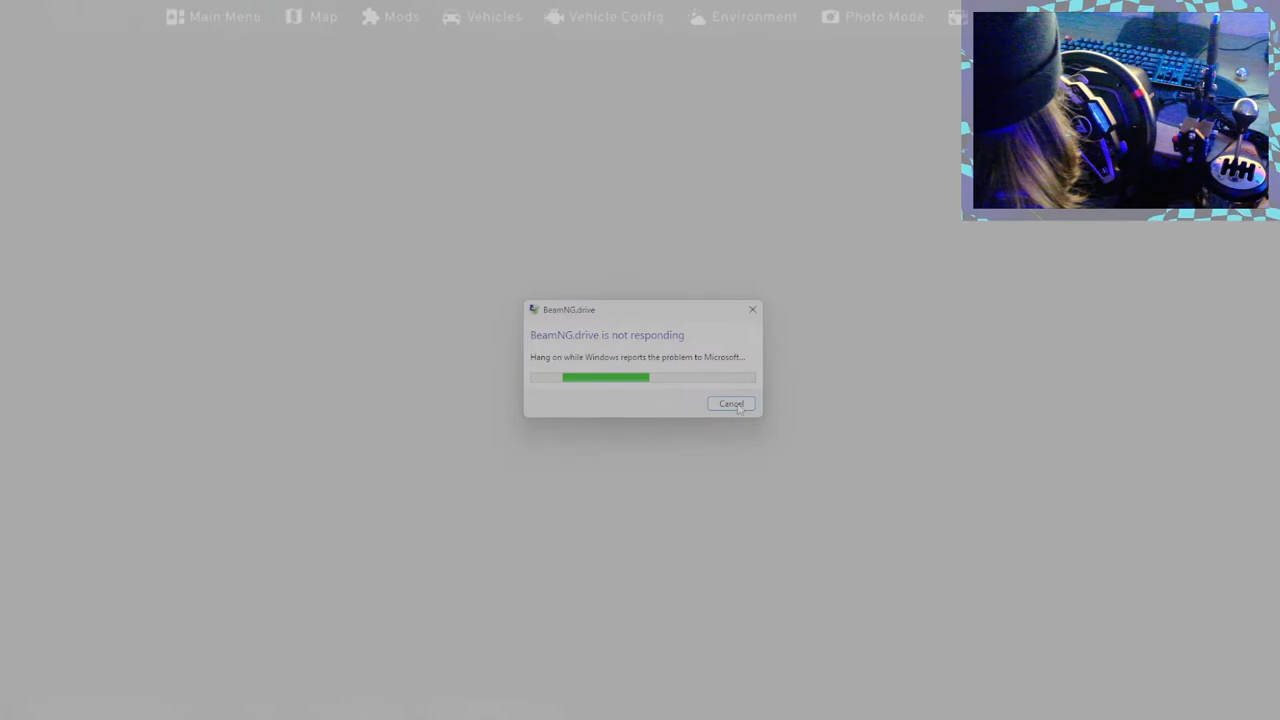 Main Menu Map Mods Vehicles Vehicle Config Environment Photo Mode
BeamNG.drive
BeamNG.drive is not responding
Hang on while Windows reports the problem to Microsoft...
Cancel